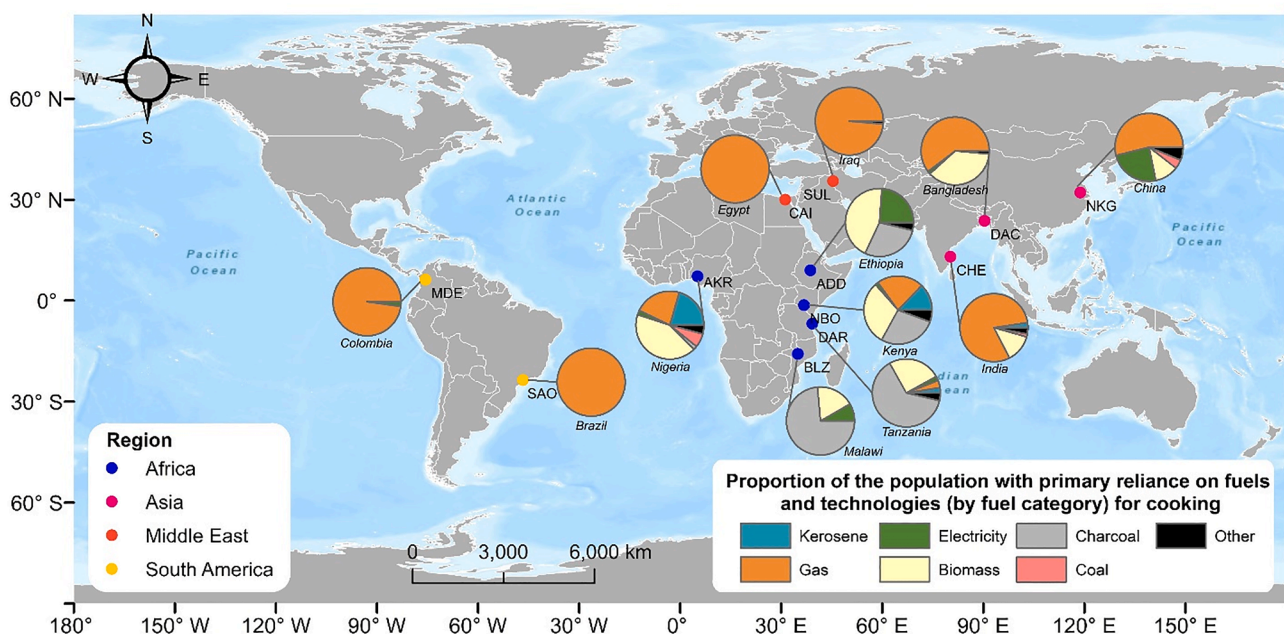 N
W E
S
60° N
30° N
0°
30° S
60° S
Atlantic
Ocean
Pacific
Ocean
Pacific
Ocean
dian
ean
Iraq
Egypt
Bangladesh
China
Ethiopia
Colombia
Nigeria
Kenya
India
Brazil
Tanzania
Malawi
SUL
CAI
NKG
DAC
CHE
ADD
AKR
MDE
NBO
DAR
BLZ
SAO
Region
Africa
Asia
Middle East
South America
0 3,000 6,000 km
Proportion of the population with primary reliance on fuels
and technologies (by fuel category) for cooking
Kerosene Electricity Charcoal Other
Gas Biomass Coal
180° 150° W 120° W 90° W 60° W 30° W 0° 30° E 60° E 90° E 120° E 150° E